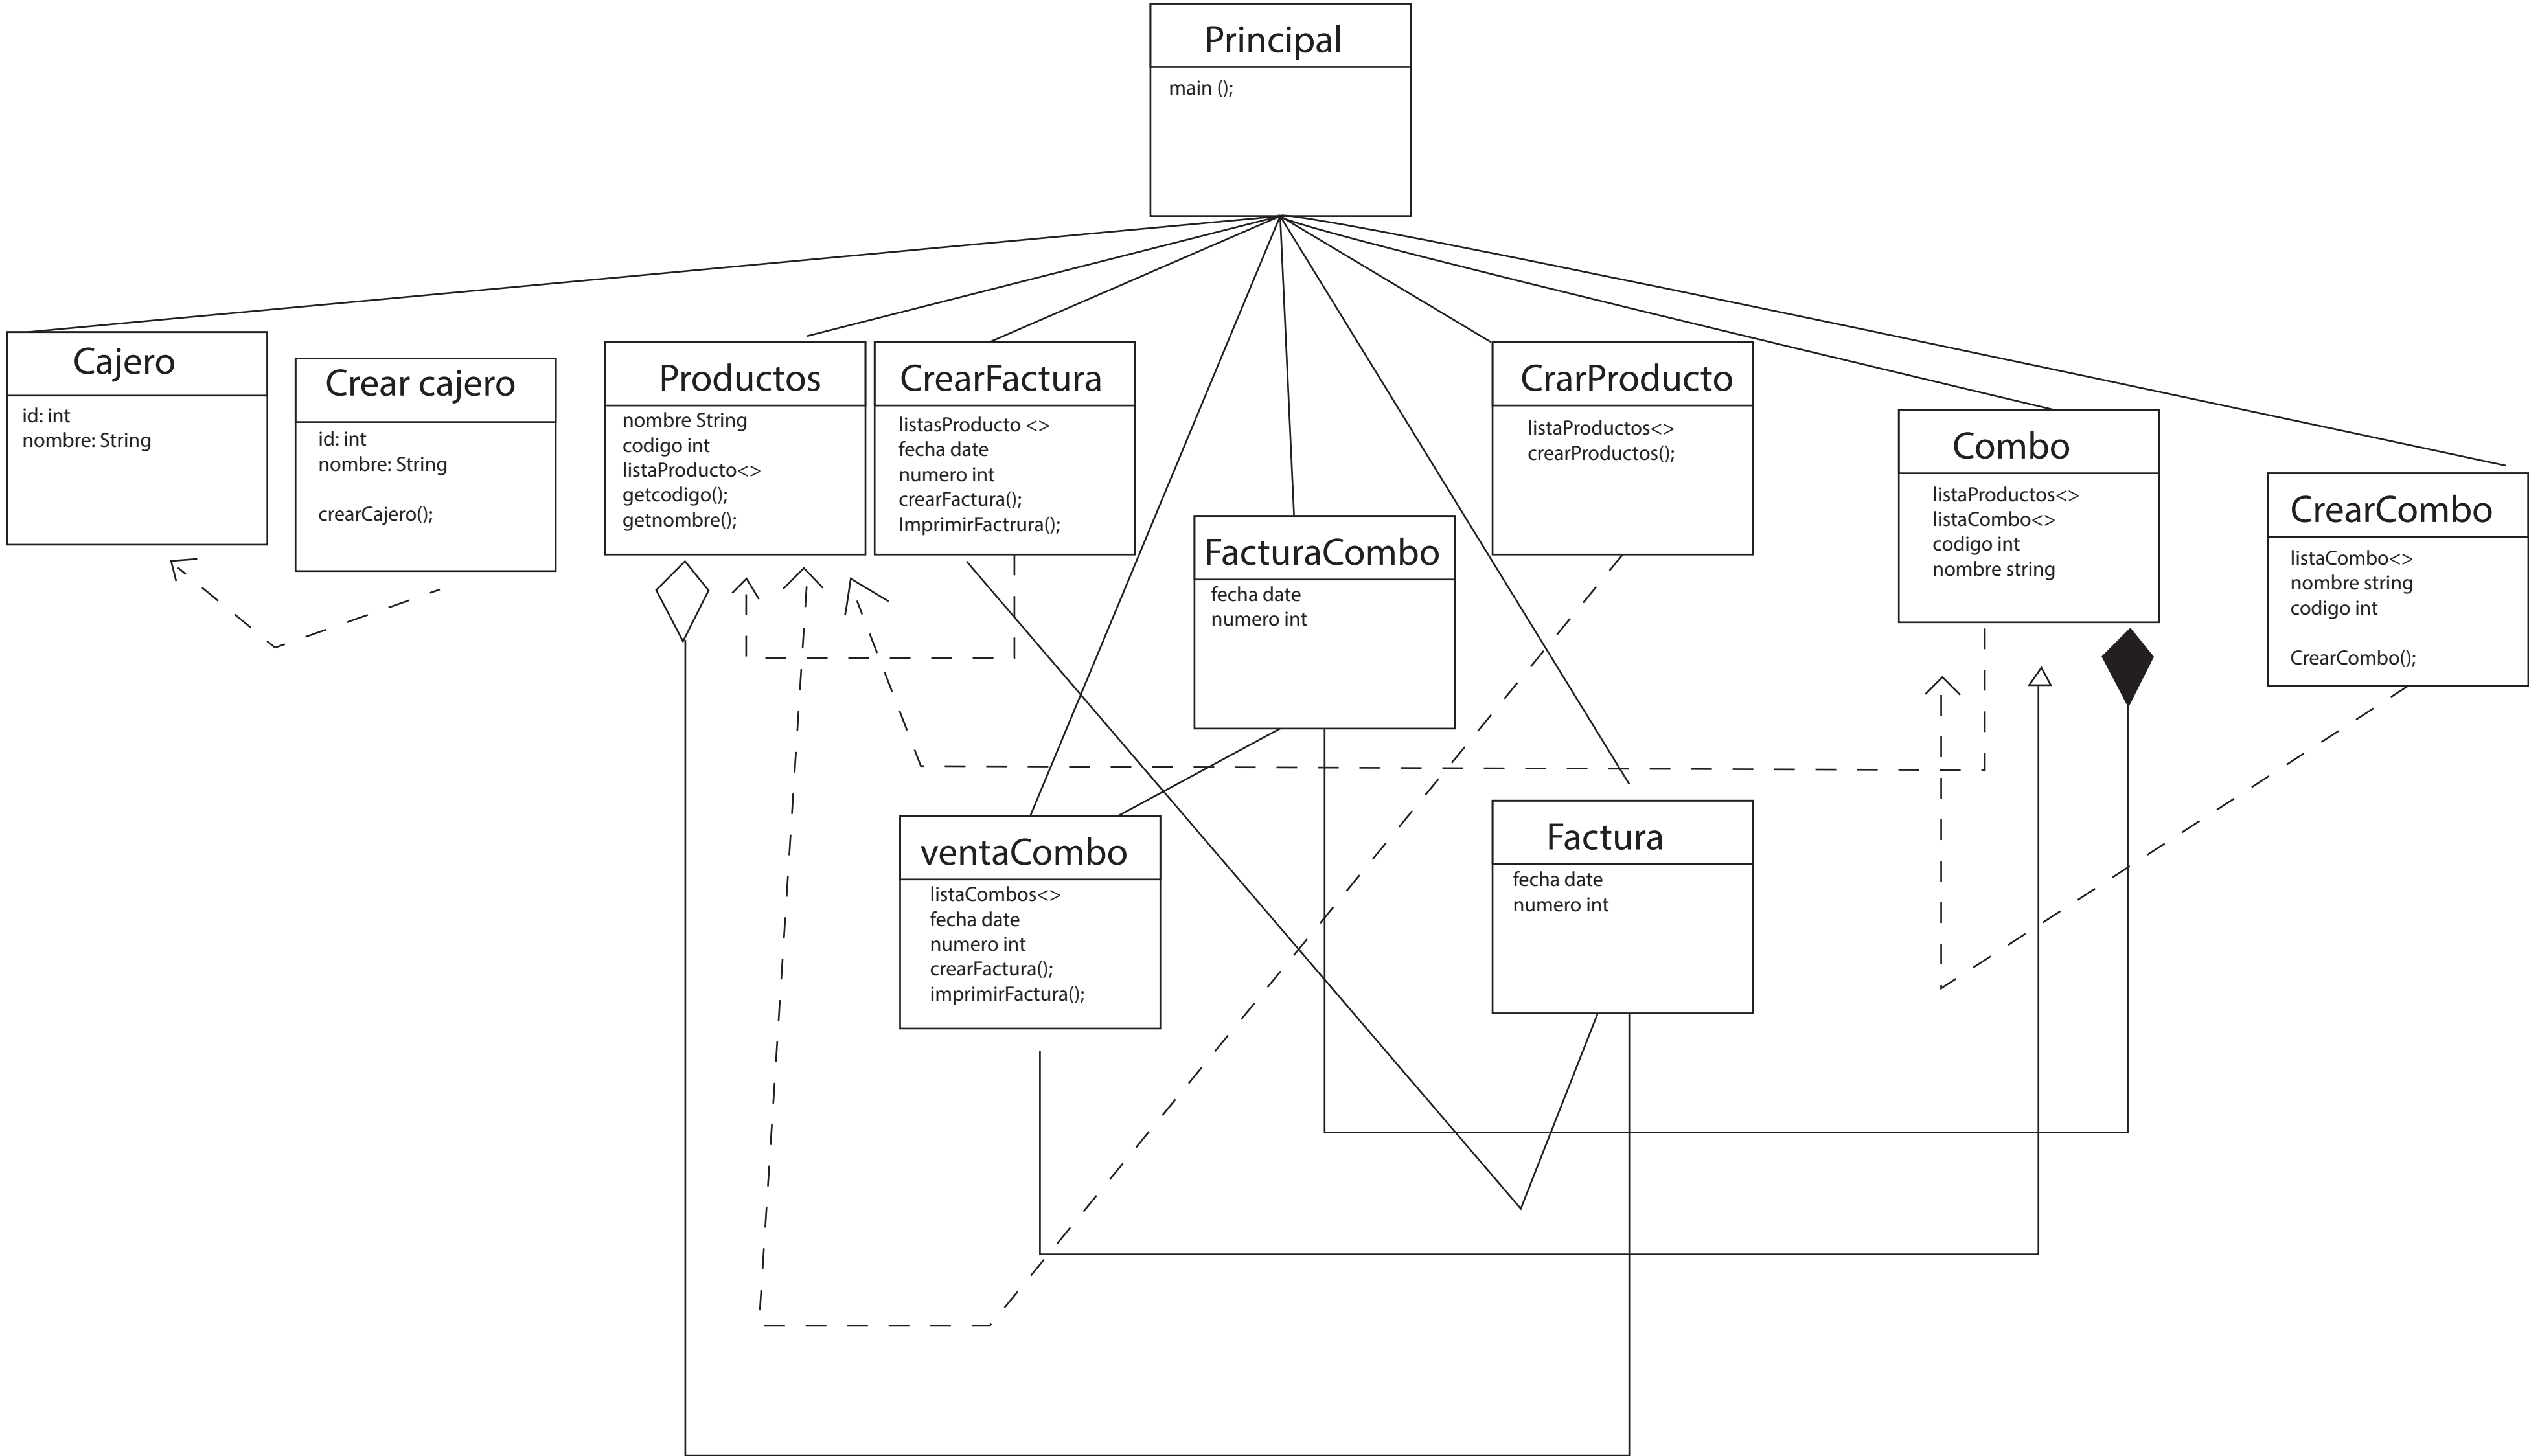 Principal
main ();
Cajero
id: int
nombre: String
Crear cajero
id: int
nombre: String
crearCajero();
Productos
nombre String
codigo int
listaProducto<>
getcodigo();
getnombre();
CrearFactura
listasProducto <>
fecha date
numero int
crearFactura();
ImprimirFactrura();
FacturaCombo
fecha date
numero int
CrarProducto
listaProductos<>
crearProductos();
Combo
listaProductos<>
listaCombo<>
codigo int
nombre string
CrearCombo
listaCombo<>
nombre string
codigo int
CrearCombo();
ventaCombo
listaCombos<>
fecha date
numero int
crearFactura();
imprimirFactura();
Factura
fecha date
numero int